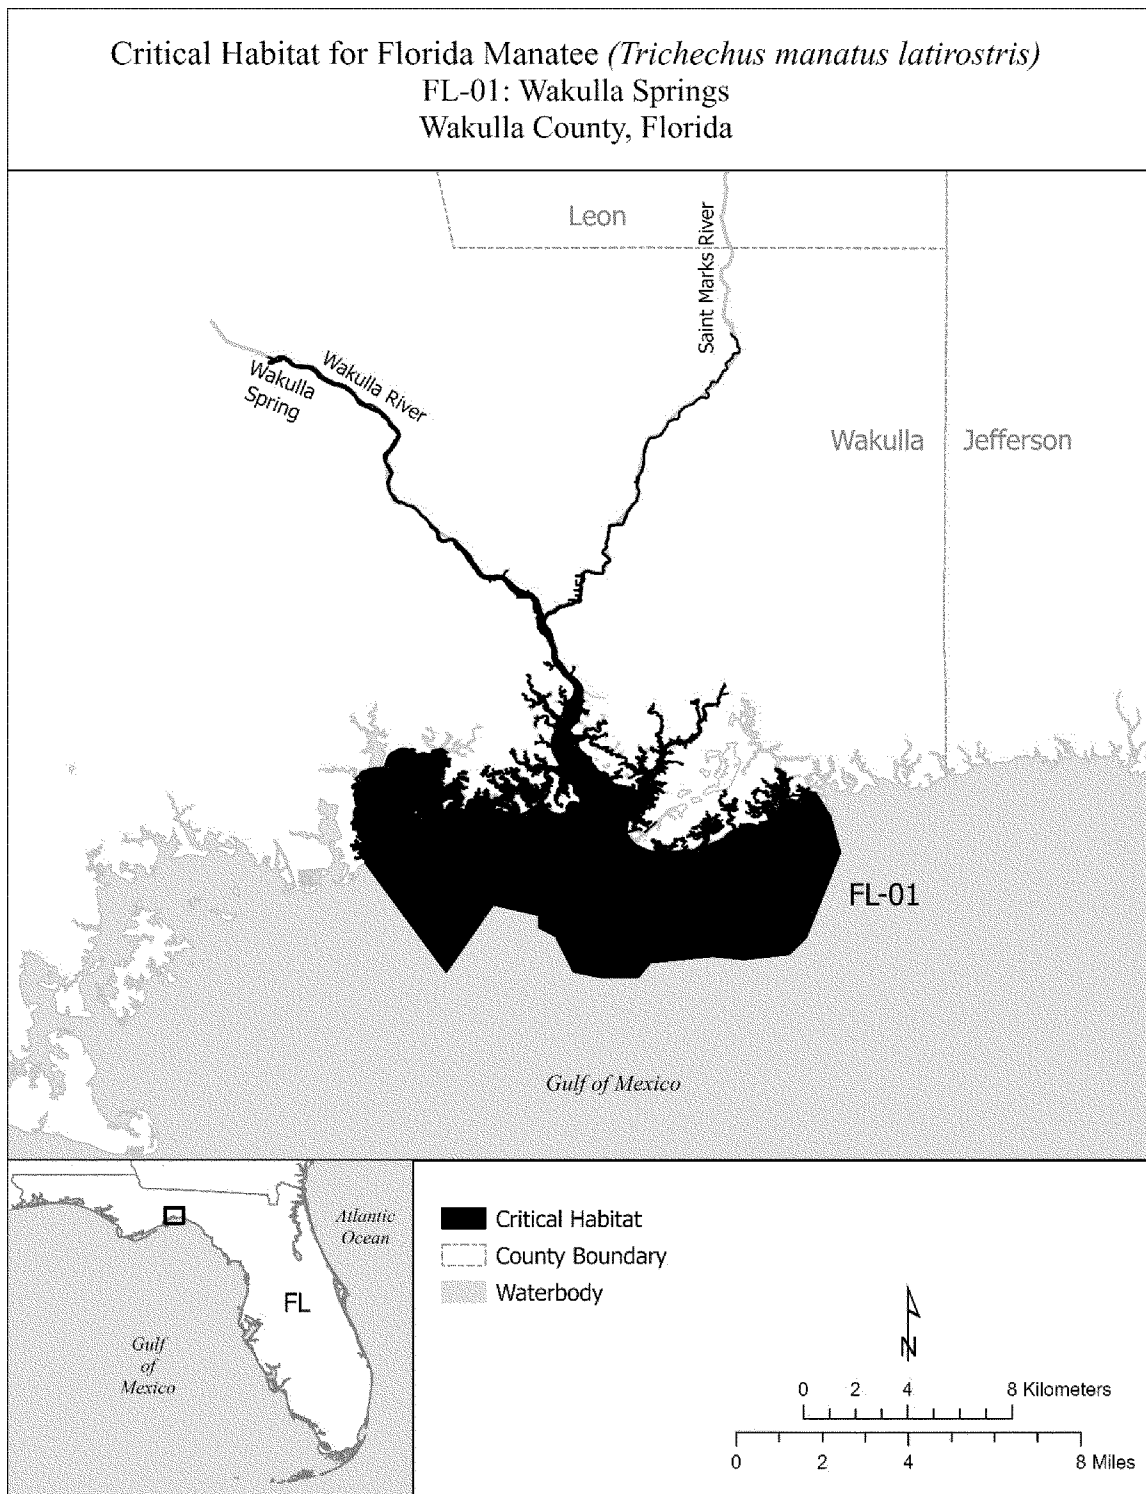 Critical Habitat for Florida Manatee (Trichechus manatus latirostris)
FL-01: Wakulla Springs
Wakulla County, Florida
Leon
Saint Marks River
Wakulla River
Wakulla
Spring
Wakulla
Jefferson
FL-01
Gulf of Mexico
Atlantic
Ocean
FL
Gulf
of
Mexico
Critical Habitat
County Boundary
Waterbody
N
0 2 4 8 Kilometers
0 2 4 8 Miles